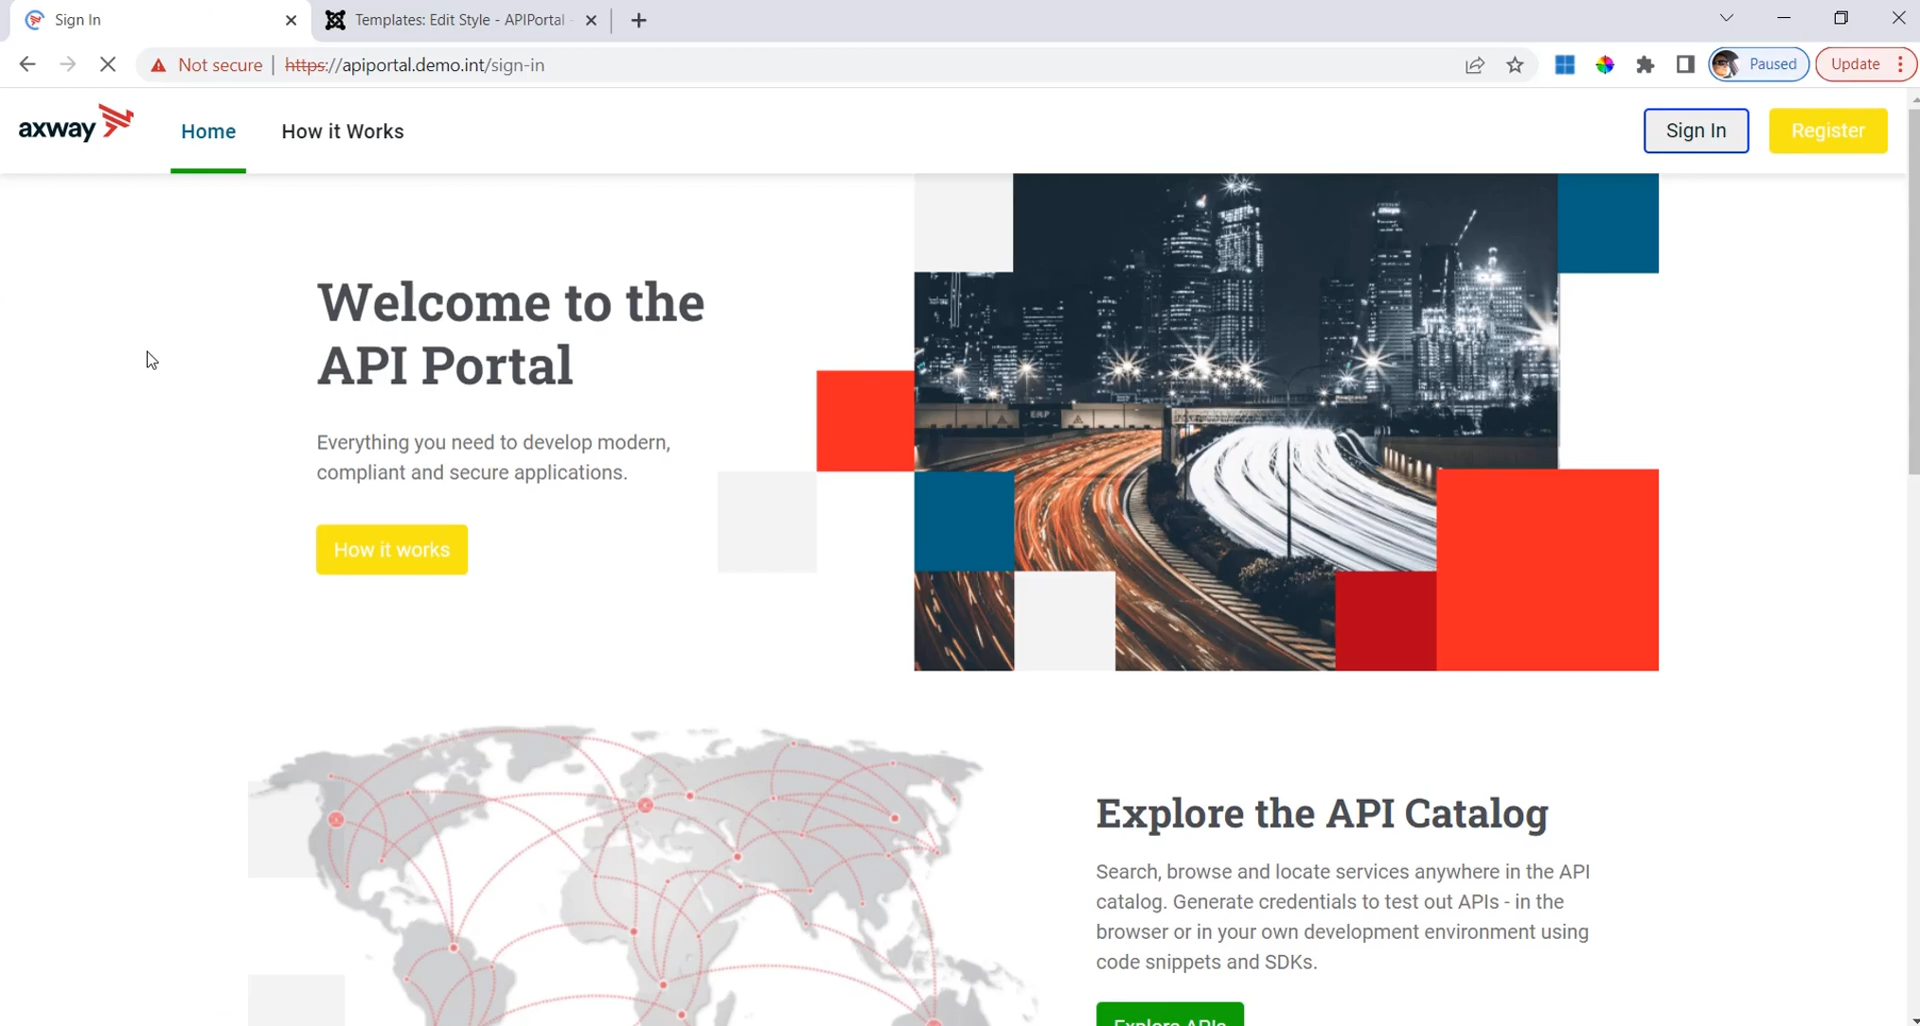 Sign In
Templates: Edit Style - APIPortal
Not secure
https://apiportal.demo.int/sign-in
Paused
Update
axway
Home
How it Works
Sign In
Register
Welcome to the
API Portal
Everything you need to develop modern,
compliant and secure applications.
How it works
ERP
Explore the API Catalog
Search, browse and locate services anywhere in the API
catalog. Generate credentials to test out APIs - in the
browser or in your own development environment using
code snippets and SDKs.
Explore APIs